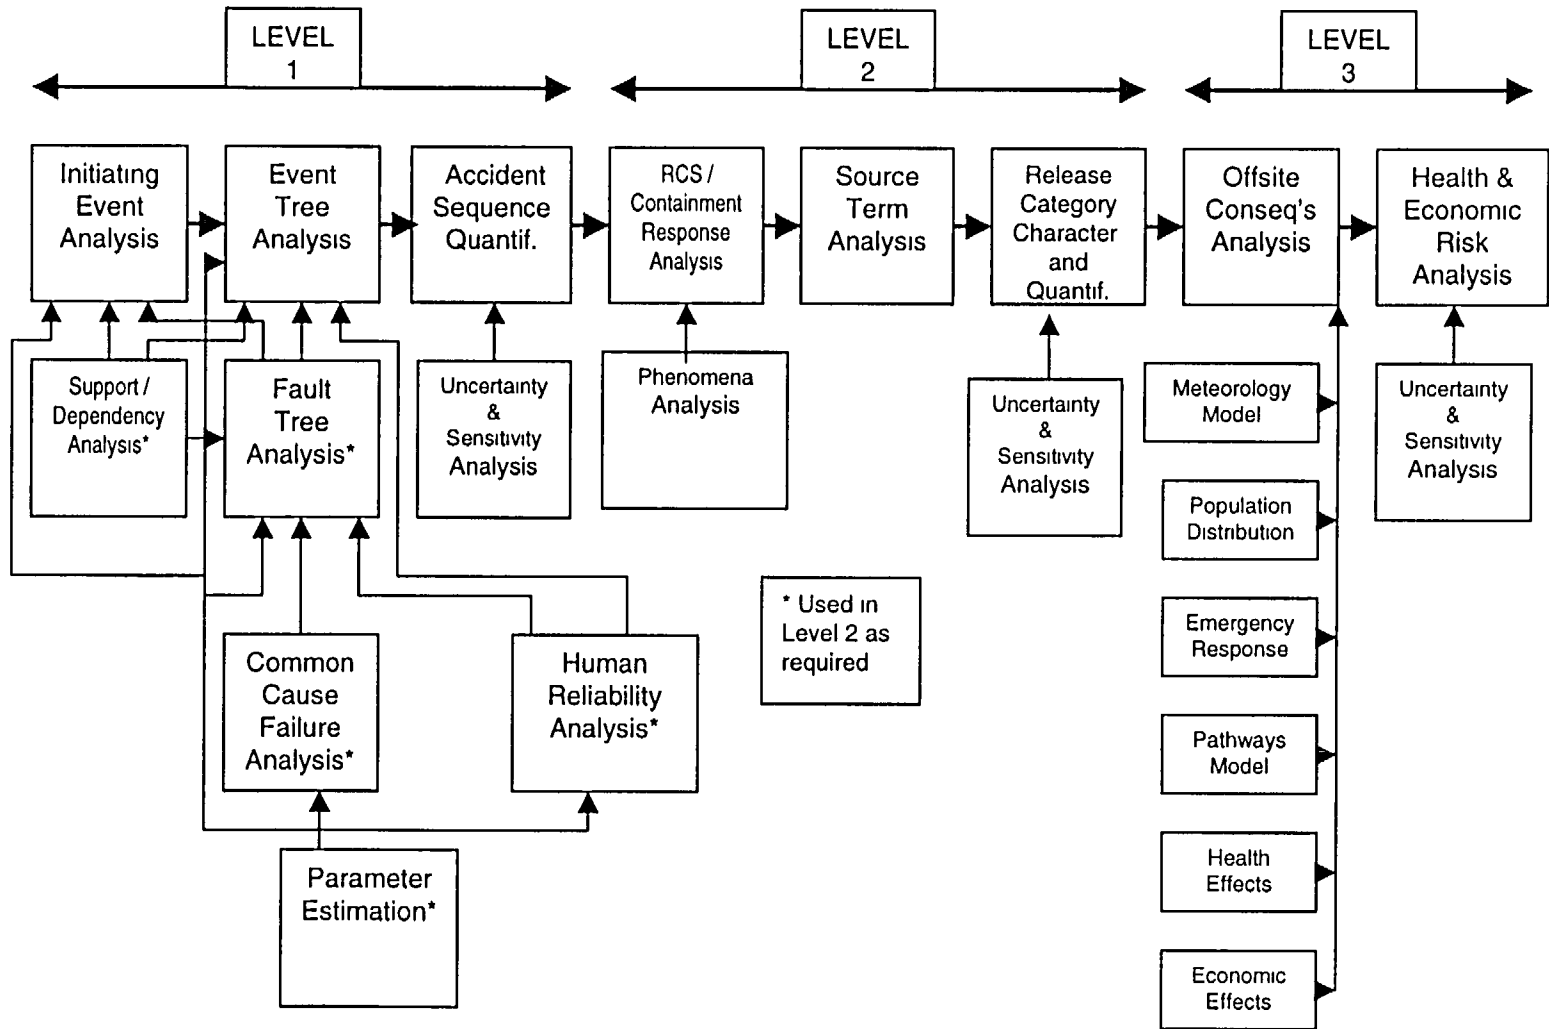 LEVEL
1
LEVEL
2
LEVEL
3
Initiating
Event
Analysis
Event
Tree
Analysis
Accident
Sequence
Quantif.
RCS /
Containment
Response
Analysis
Source
Term
Analysis
Release
Category
Character
and
Quantif.
Offsite
Conseq's
Analysis
Health &
Economic
Risk
Analysis
Support /
Dependency
Analysis*
Fault
Tree
Analysis*
Uncertainty
&
Sensitivity
Analysis
Phenomena
Analysis
Uncertainty
&
Sensitivity
Analysis
Meteorology
Model
Uncertainty
&
Sensitivity
Analysis
Population
Distribution
* Used in
Level 2 as
required
Emergency
Response
Common
Cause
Failure
Analysis*
Human
Reliability
Analysis*
Pathways
Model
Health
Effects
Parameter
Estimation*
Economic
Effects